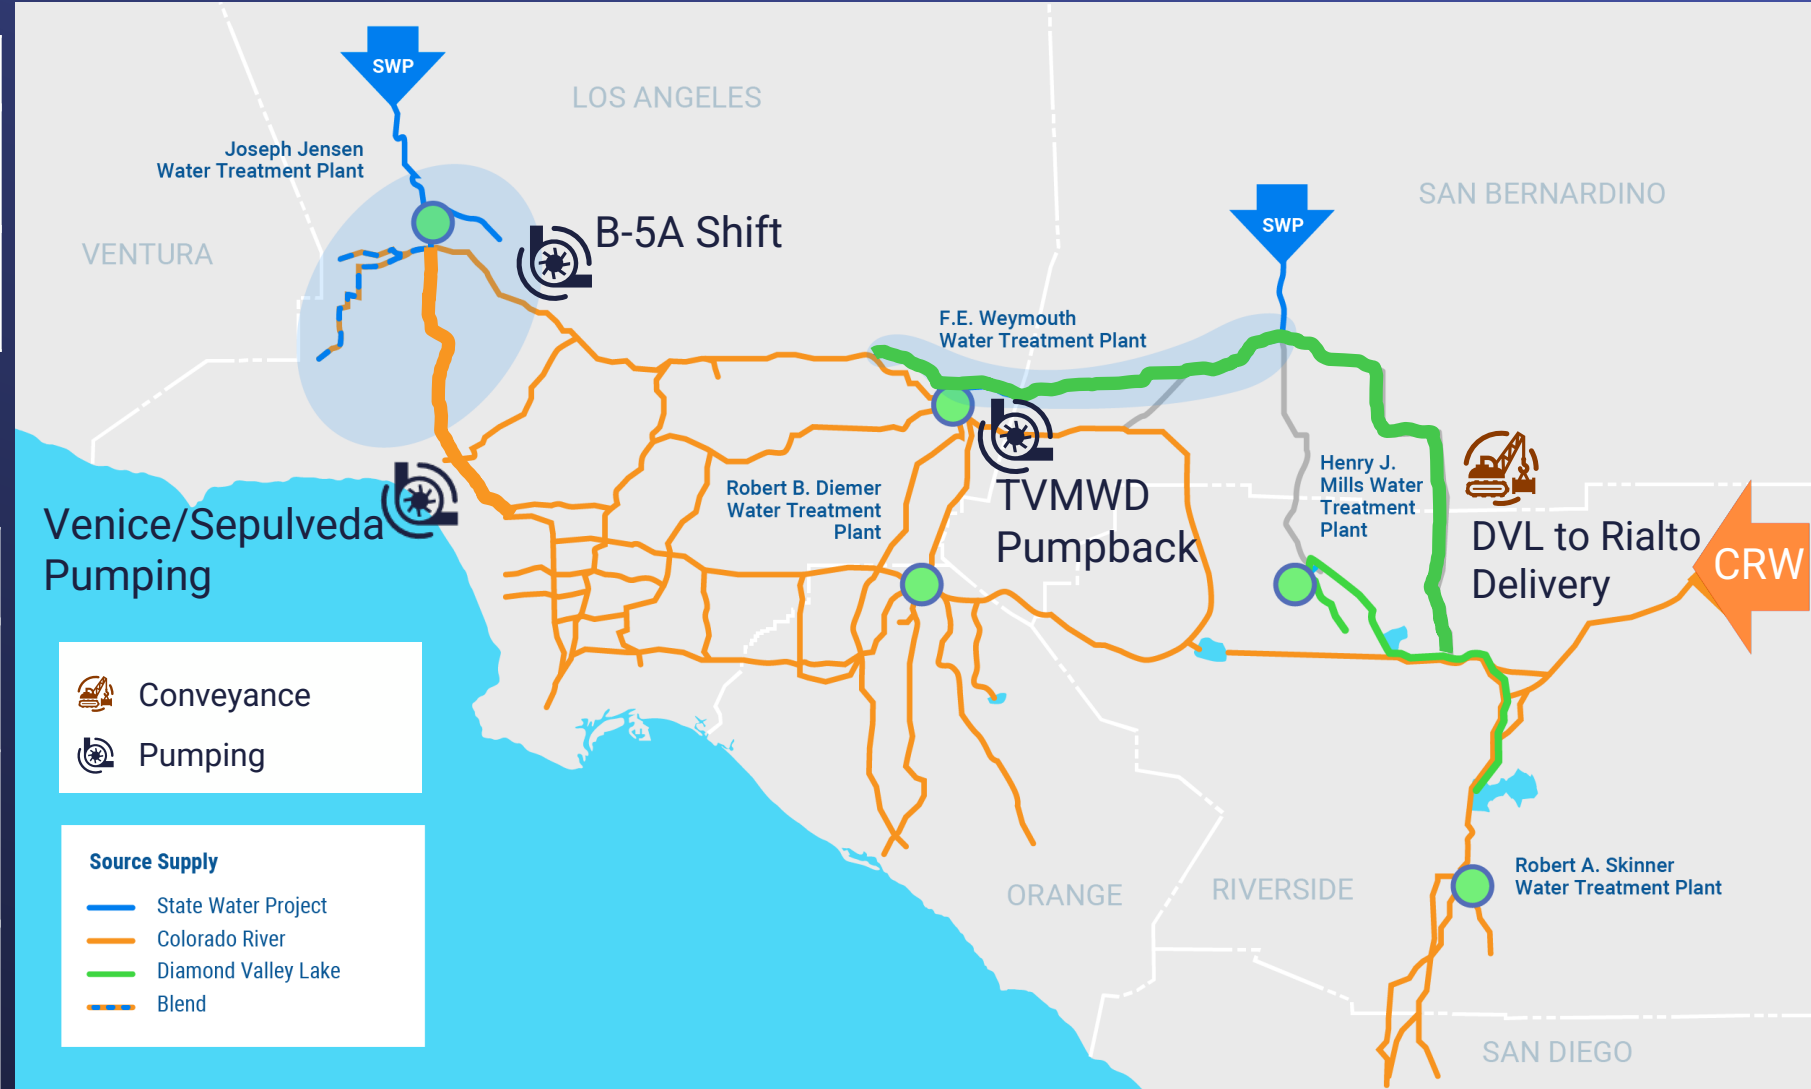 SWP
LOS ANGELES
Joseph Jensen
Water Treatment Plant
SAN BERNARDINO
SWP
B-5A Shift
VENTURA
F.E. Weymouth
Water Treatment Plant
Henry J.
Mills Water
Treatment
Plant
Robert B. Diemer
Water Treatment
Plant
TVMWD
Pumpback
Venice/Sepulveda
Pumping
DVL to Rialto
Delivery
CRW
Conveyance
Pumping
Source Supply
State Water Project
Colorado River
Diamond Valley Lake
Blend
Robert A. Skinner
Water Treatment Plant
ORANGE
RIVERSIDE
SAN DIEGO